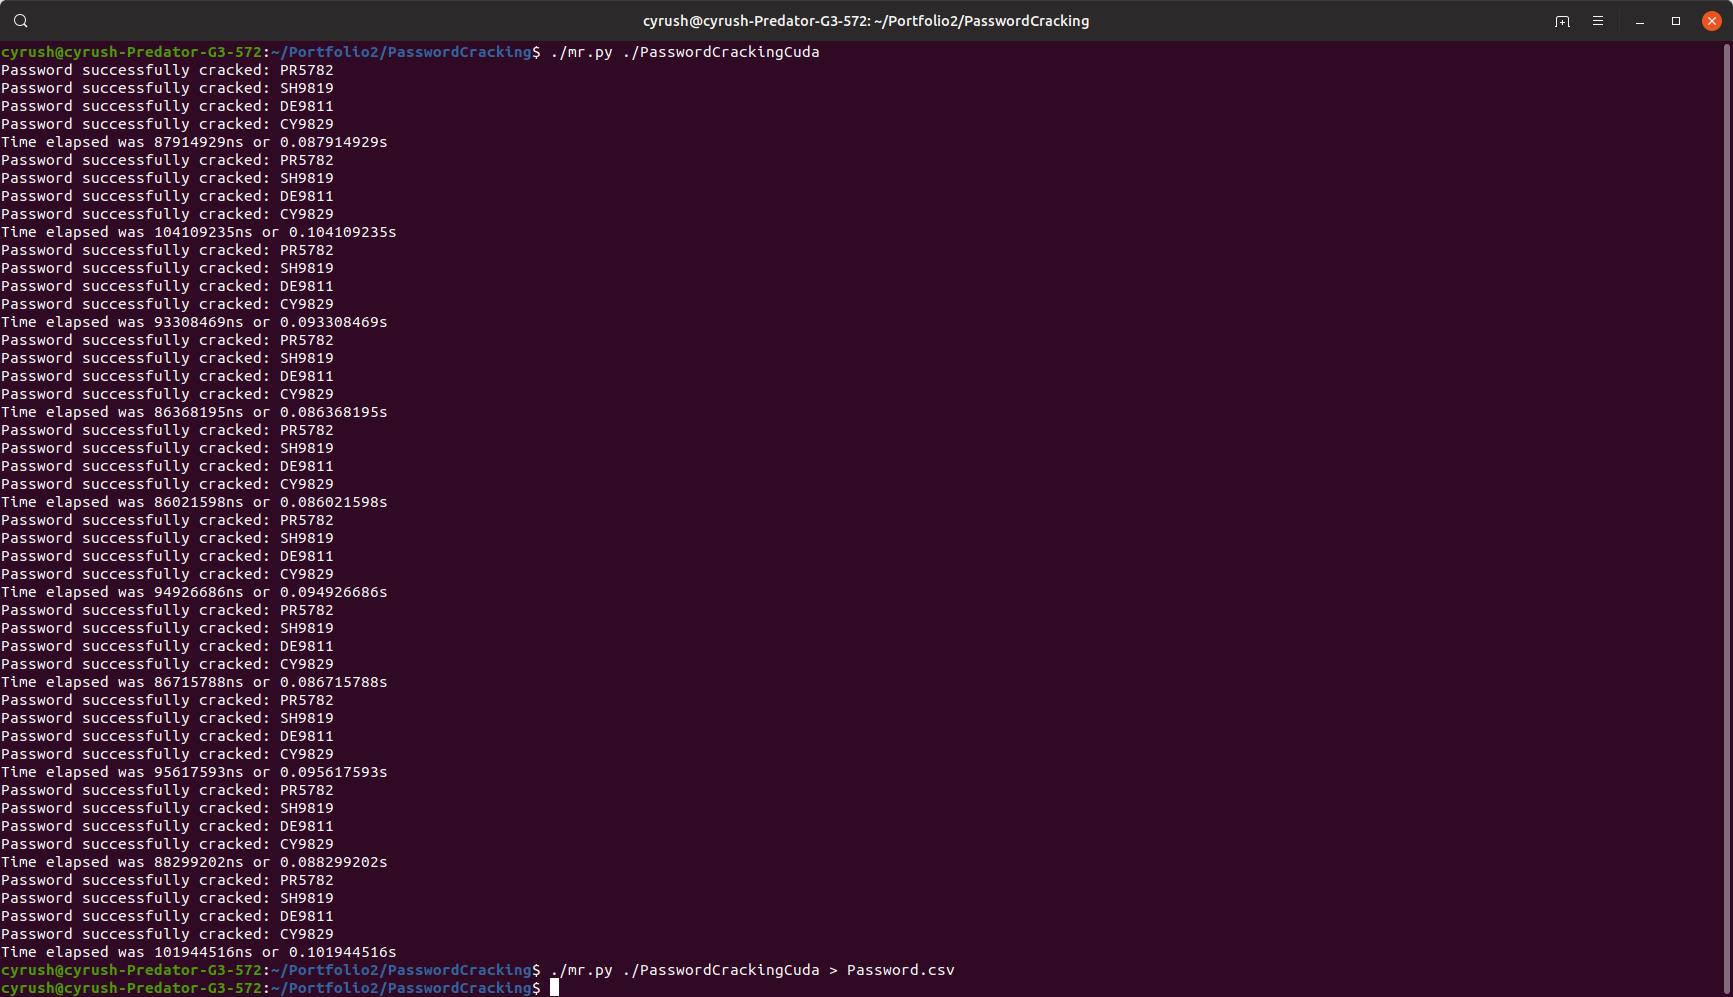 cyrush@cyrush-Predator-G3-572: ~/Portfolio2/PasswordCracking
cyrush@cyrush-Predator-G3-572:~/Portfolio2/PasswordCracking$ ./mr.py ./PasswordCrackingCuda
Password successfully cracked: PR5782
Password successfully cracked: SH9819
Password successfully cracked: DE9811
Password successfully cracked: CY9829
Time elapsed was 87914929ns or 0.087914929s
Password successfully cracked: PR5782
Password successfully cracked: SH9819
Password successfully cracked: DE9811
Password successfully cracked: CY9829
Time elapsed was 104109235ns or 0.104109235s
Password successfully cracked: PR5782
Password successfully cracked: SH9819
Password successfully cracked: DE9811
Password successfully cracked: CY9829
Time elapsed was 93308469ns or 0.093308469s
Password successfully cracked: PR5782
Password successfully cracked: SH9819
Password successfully cracked: DE9811
Password successfully cracked: CY9829
Time elapsed was 86368195ns or 0.086368195s
Password successfully cracked: PR5782
Password successfully cracked: SH9819
Password successfully cracked: DE9811
Password successfully cracked: CY9829
Time elapsed was 86021598ns or 0.086021598s
Password successfully cracked: PR5782
Password successfully cracked: SH9819
Password successfully cracked: DE9811
Password successfully cracked: CY9829
Time elapsed was 94926686ns or 0.094926686s
Password successfully cracked: PR5782
Password successfully cracked: SH9819
Password successfully cracked: DE9811
Password successfully cracked: CY9829
Time elapsed was 86715788ns or 0.086715788s
Password successfully cracked: PR5782
Password successfully cracked: SH9819
Password successfully cracked: DE9811
Password successfully cracked: CY9829
Time elapsed was 95617593ns or 0.095617593s
Password successfully cracked: PR5782
Password successfully cracked: SH9819
Password successfully cracked: DE9811
Password successfully cracked: CY9829
Time elapsed was 88299202ns or 0.088299202s
Password successfully cracked: PR5782
Password successfully cracked: SH9819
Password successfully cracked: DE9811
Password successfully cracked: CY9829
Time elapsed was 101944516ns or 0.101944516s
cyrush@cyrush-Predator-G3-572:~/Portfolio2/PasswordCracking$ ./mr.py ./PasswordCrackingCuda > Password.csv
cyrush@cyrush-Predator-G3-572:~/Portfolio2/PasswordCracking$